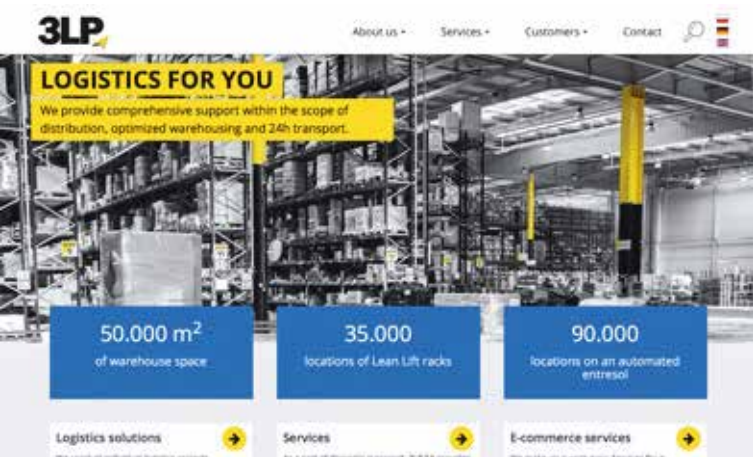 3LP
About us
Services
Customers
Contact
LOGISTICS FOR YOU
We provide comprehensive support within the scope of
distribution, optimized warehousing and 24h transport.
50.000 m²
of warehouse space
35.000
locations of Lean Lift racks
90.000
locations on an automated
entresol
Logistics solutions
Services
E-commerce services